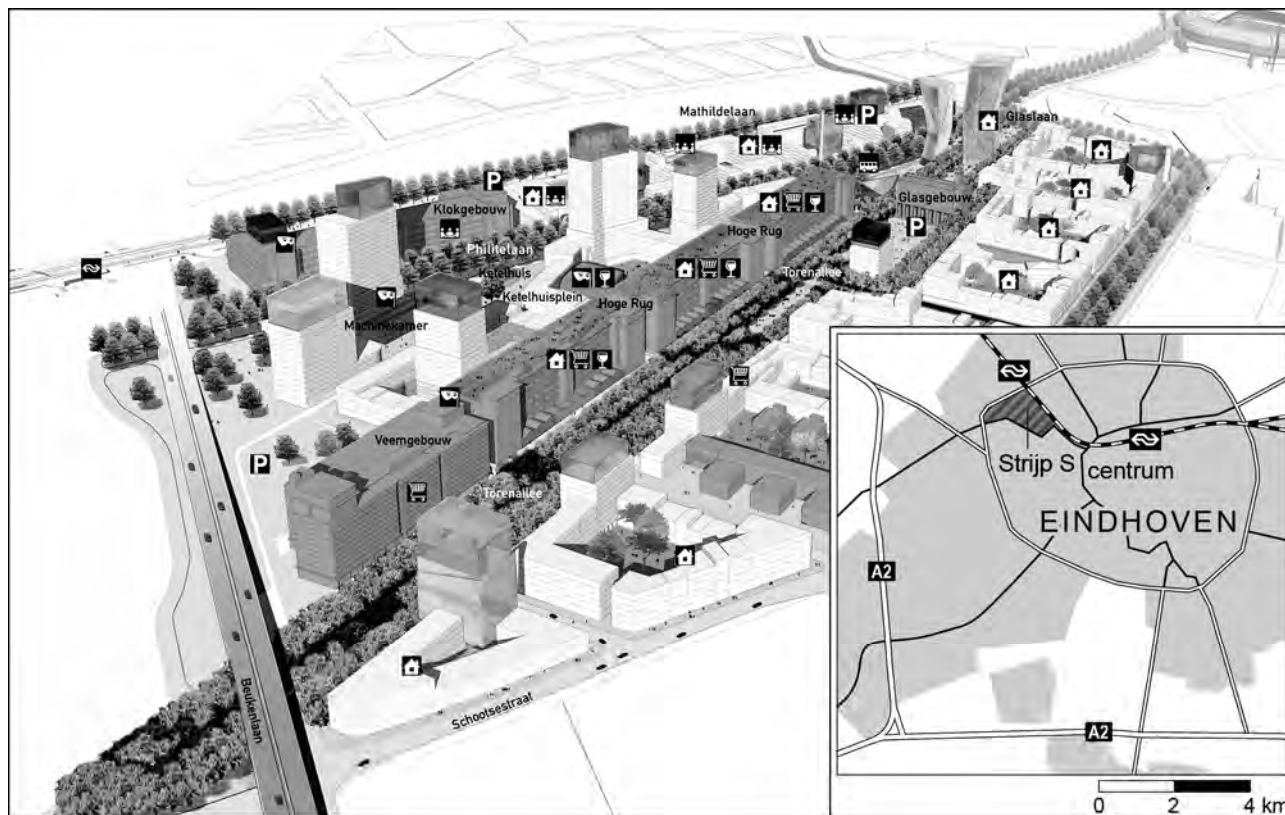 Mathildelaan
P
Glaslaan
P
Klokgebouw
Glasgebouw
Hoge Rug
P
Philitelaan
Ketelhuis
Torenallee
Ketelhuisplein
Hoge Rug
Machinekamer
Veemgebouw
P
Torenallee
Beukenlaan
Schootsestraat
Strijp S
centrum
EINDHOVEN
A2
A2
0 2 4 km